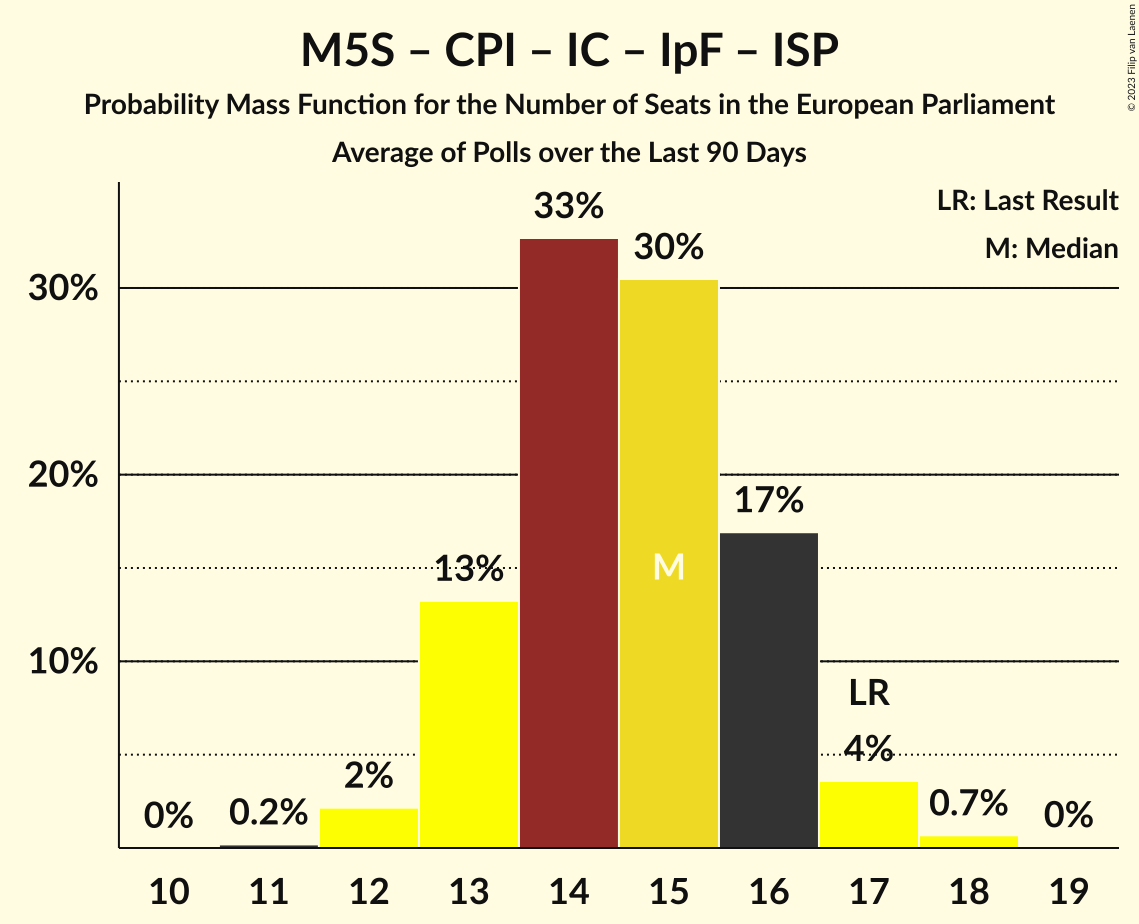 M5S – CPI – IC – IpF – ISP
Probability Mass Function for the Number of Seats in the European Parliament
Average of Polls over the Last 90 Days
© 2023 Filip van Laenen
LR: Last Result
M: Median
33%
30%
30%
20%
17%
13%
M
10%
LR
4%
2%
0.7%
0.2%
0%
0%
10 11 12 13 14 15 16 17 18 19